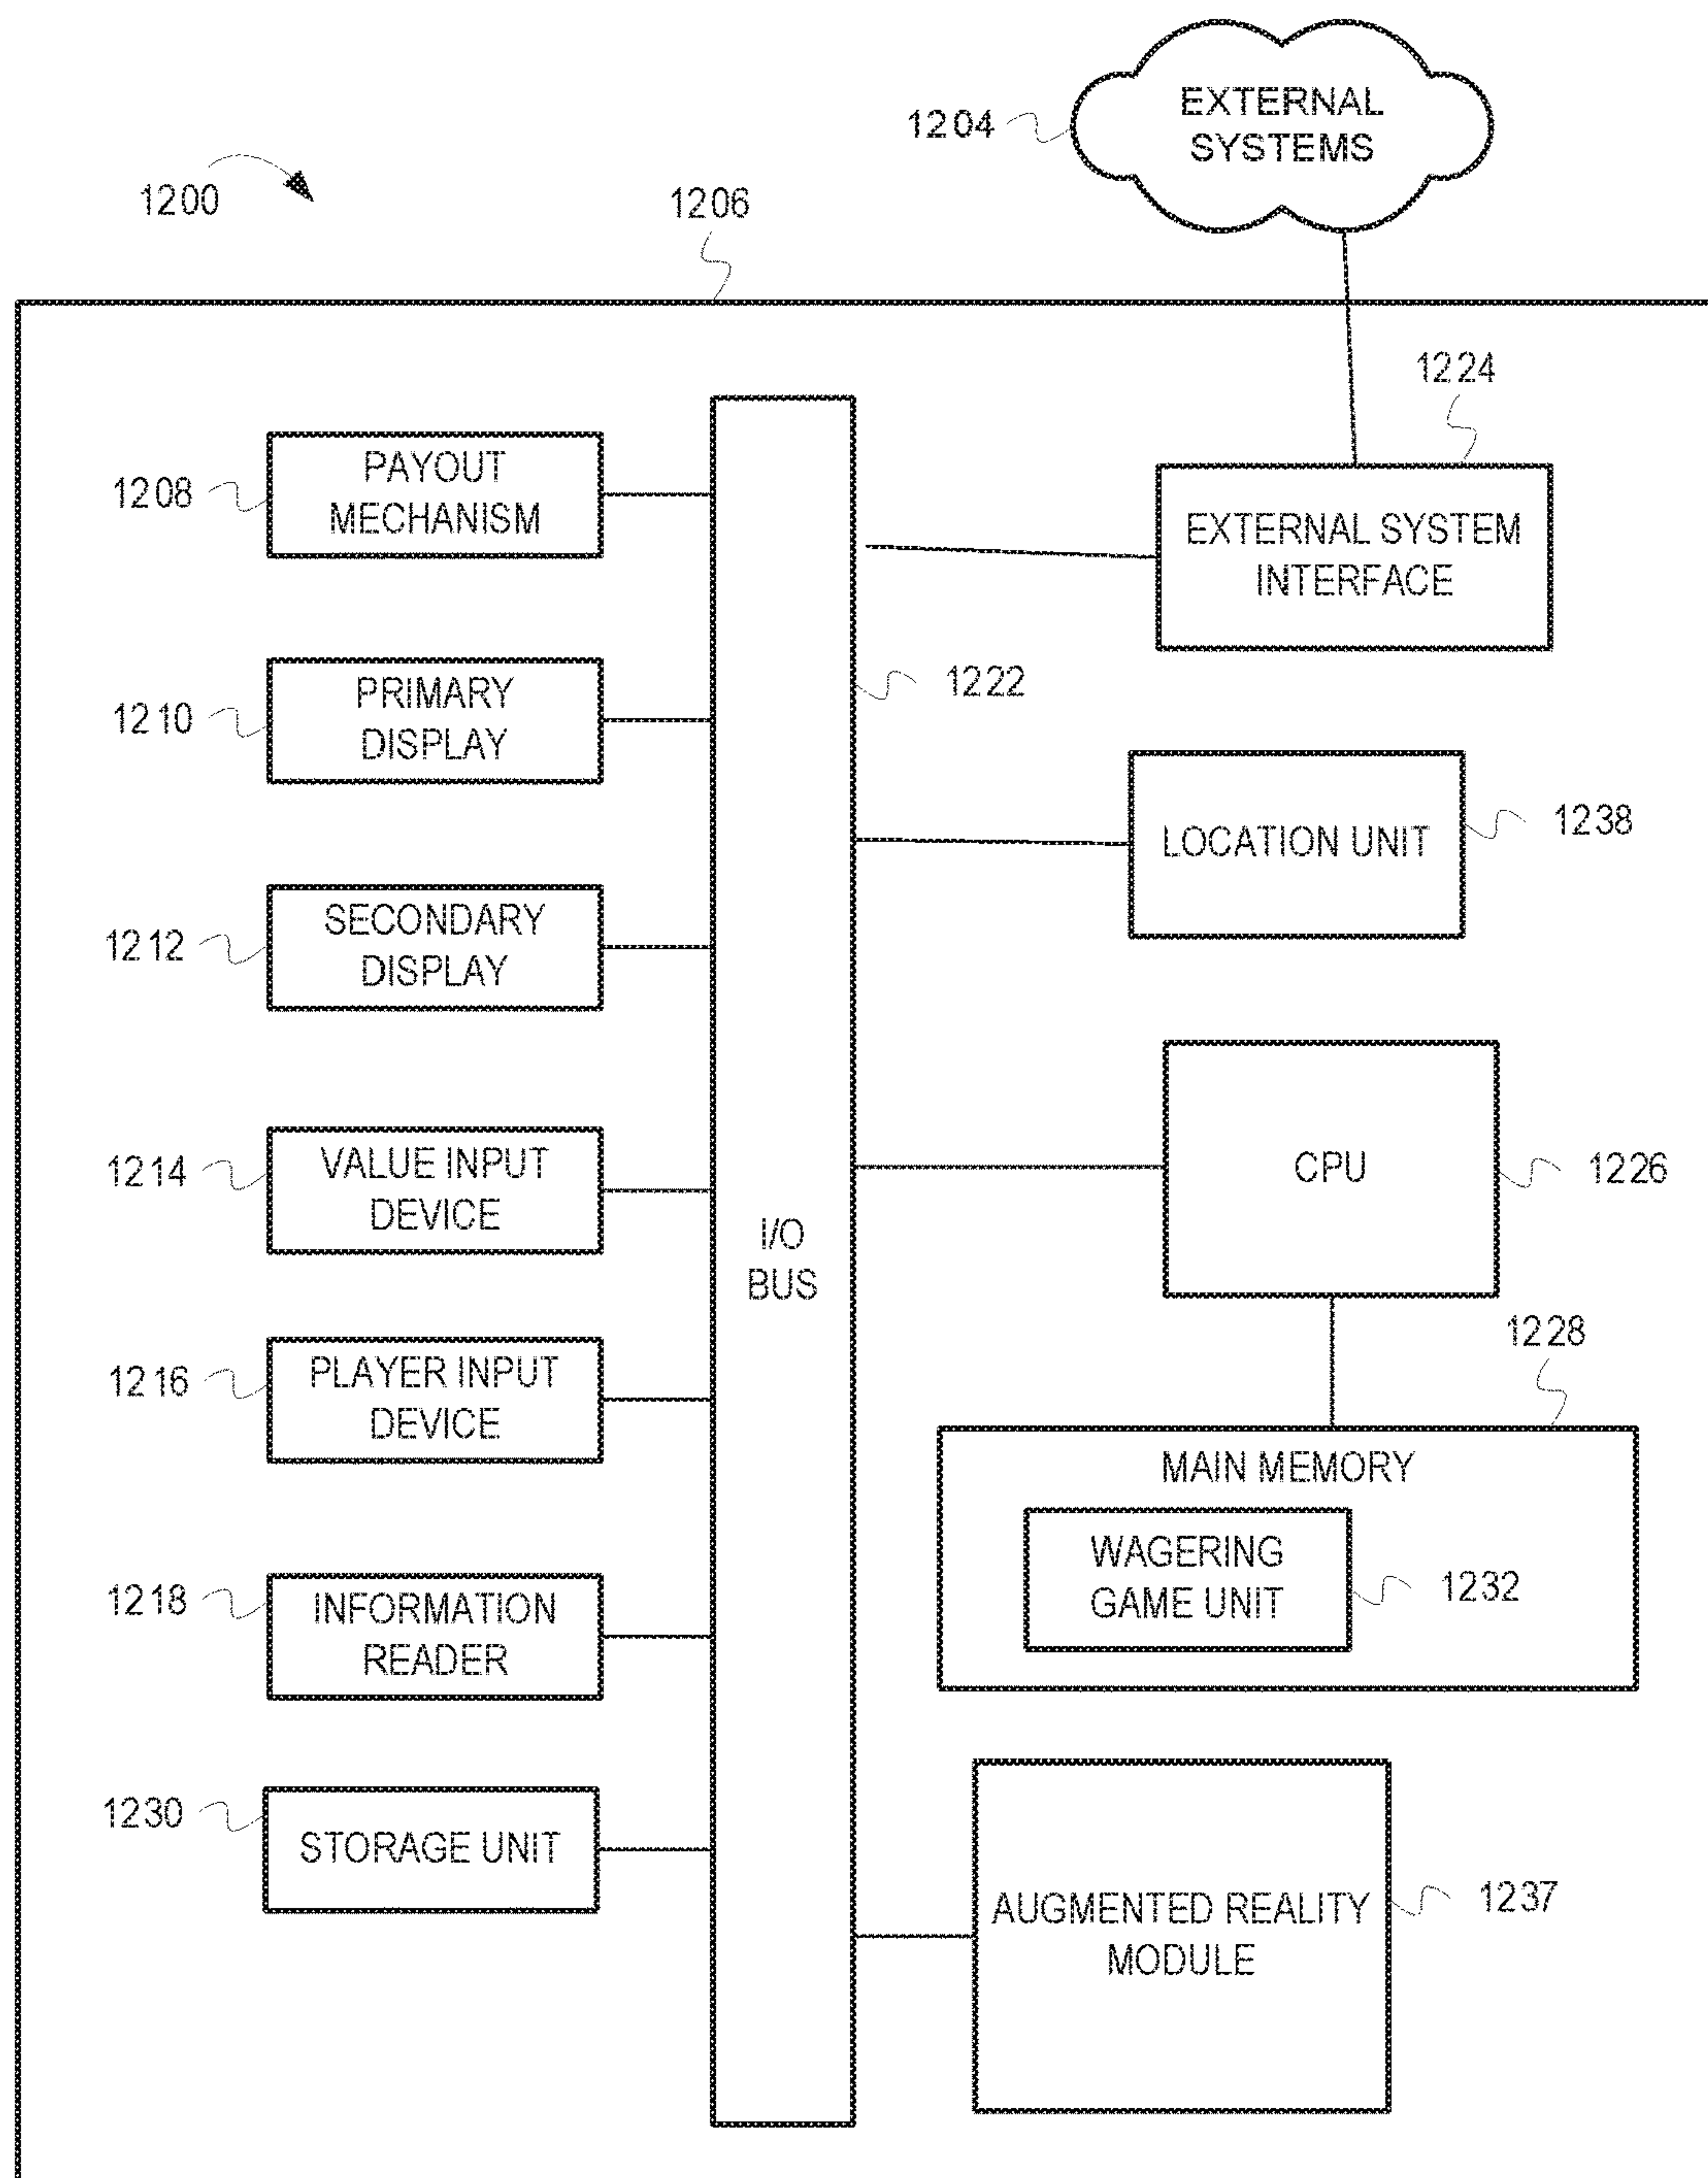 1204
EXTERNAL
SYSTEMS
1200
1206
1224
1208
PAYOUT
MECHANISM
EXTERNAL SYSTEM
INTERFACE
1222
1210
PRIMARY
DISPLAY
LOCATION UNIT
1238
1212
SECONDARY
DISPLAY
1214
VALUE INPUT
DEVICE
CPU
1226
I/O
BUS
1228
1216
PLAYER INPUT
DEVICE
MAIN MEMORY
WAGERING
GAME UNIT
1232
1218
INFORMATION
READER
1230
STORAGE UNIT
AUGMENTED REALITY
MODULE
1237